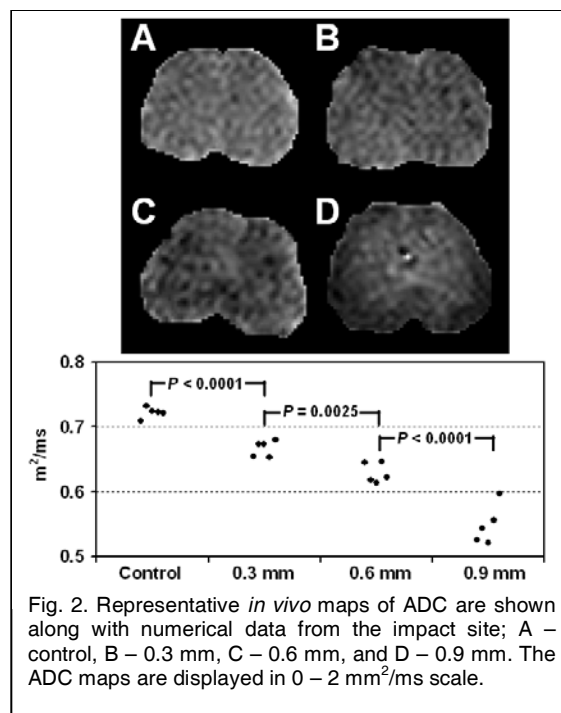 A B
C D
0.8
P < 0.0001
P = 0.0025
0.7
P < 0.0001
m²/ms
0.6
0.5
Control 0.3 mm 0.6 mm 0.9 mm
Fig. 2. Representative in vivo maps of ADC are shown
along with numerical data from the impact site; A –
control, B – 0.3 mm, C – 0.6 mm, and D – 0.9 mm. The
ADC maps are displayed in 0 – 2 mm²/ms scale.